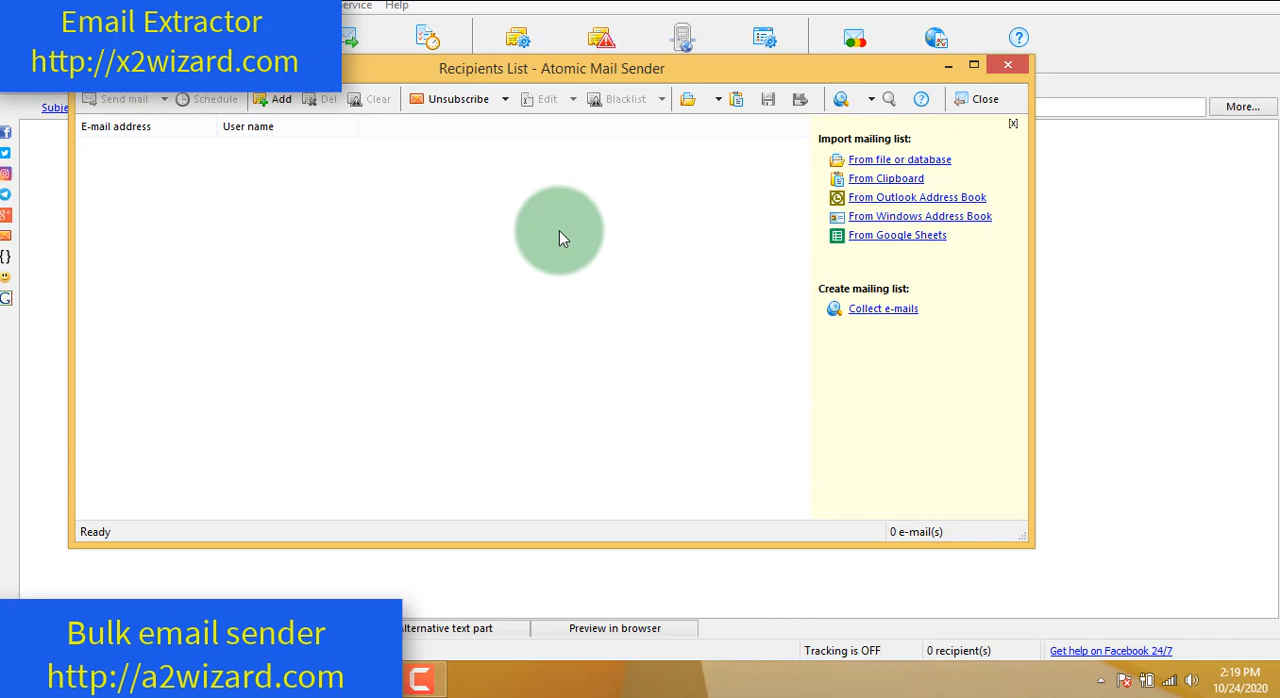 Email Extractor
http://x2wizard.com
ervice Help
Recipients List - Atomic Mail Sender
Send mail Schedule Add Del Clear Unsubscribe Edit Blacklist Close
Subje
More...
E-mail address User name
[x]
Import mailing list:
From file or database
From Clipboard
From Outlook Address Book
From Windows Address Book
From Google Sheets
Create mailing list:
Collect e-mails
Ready 0 e-mail(s)
Bulk email sender
http://a2wizard.com
lternative text part Preview in browser
Tracking is OFF 0 recipient(s) Get help on Facebook 24/7
2:19 PM
10/24/2020